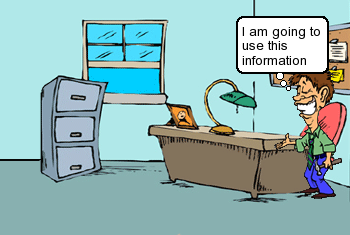 I am going to
use this
information